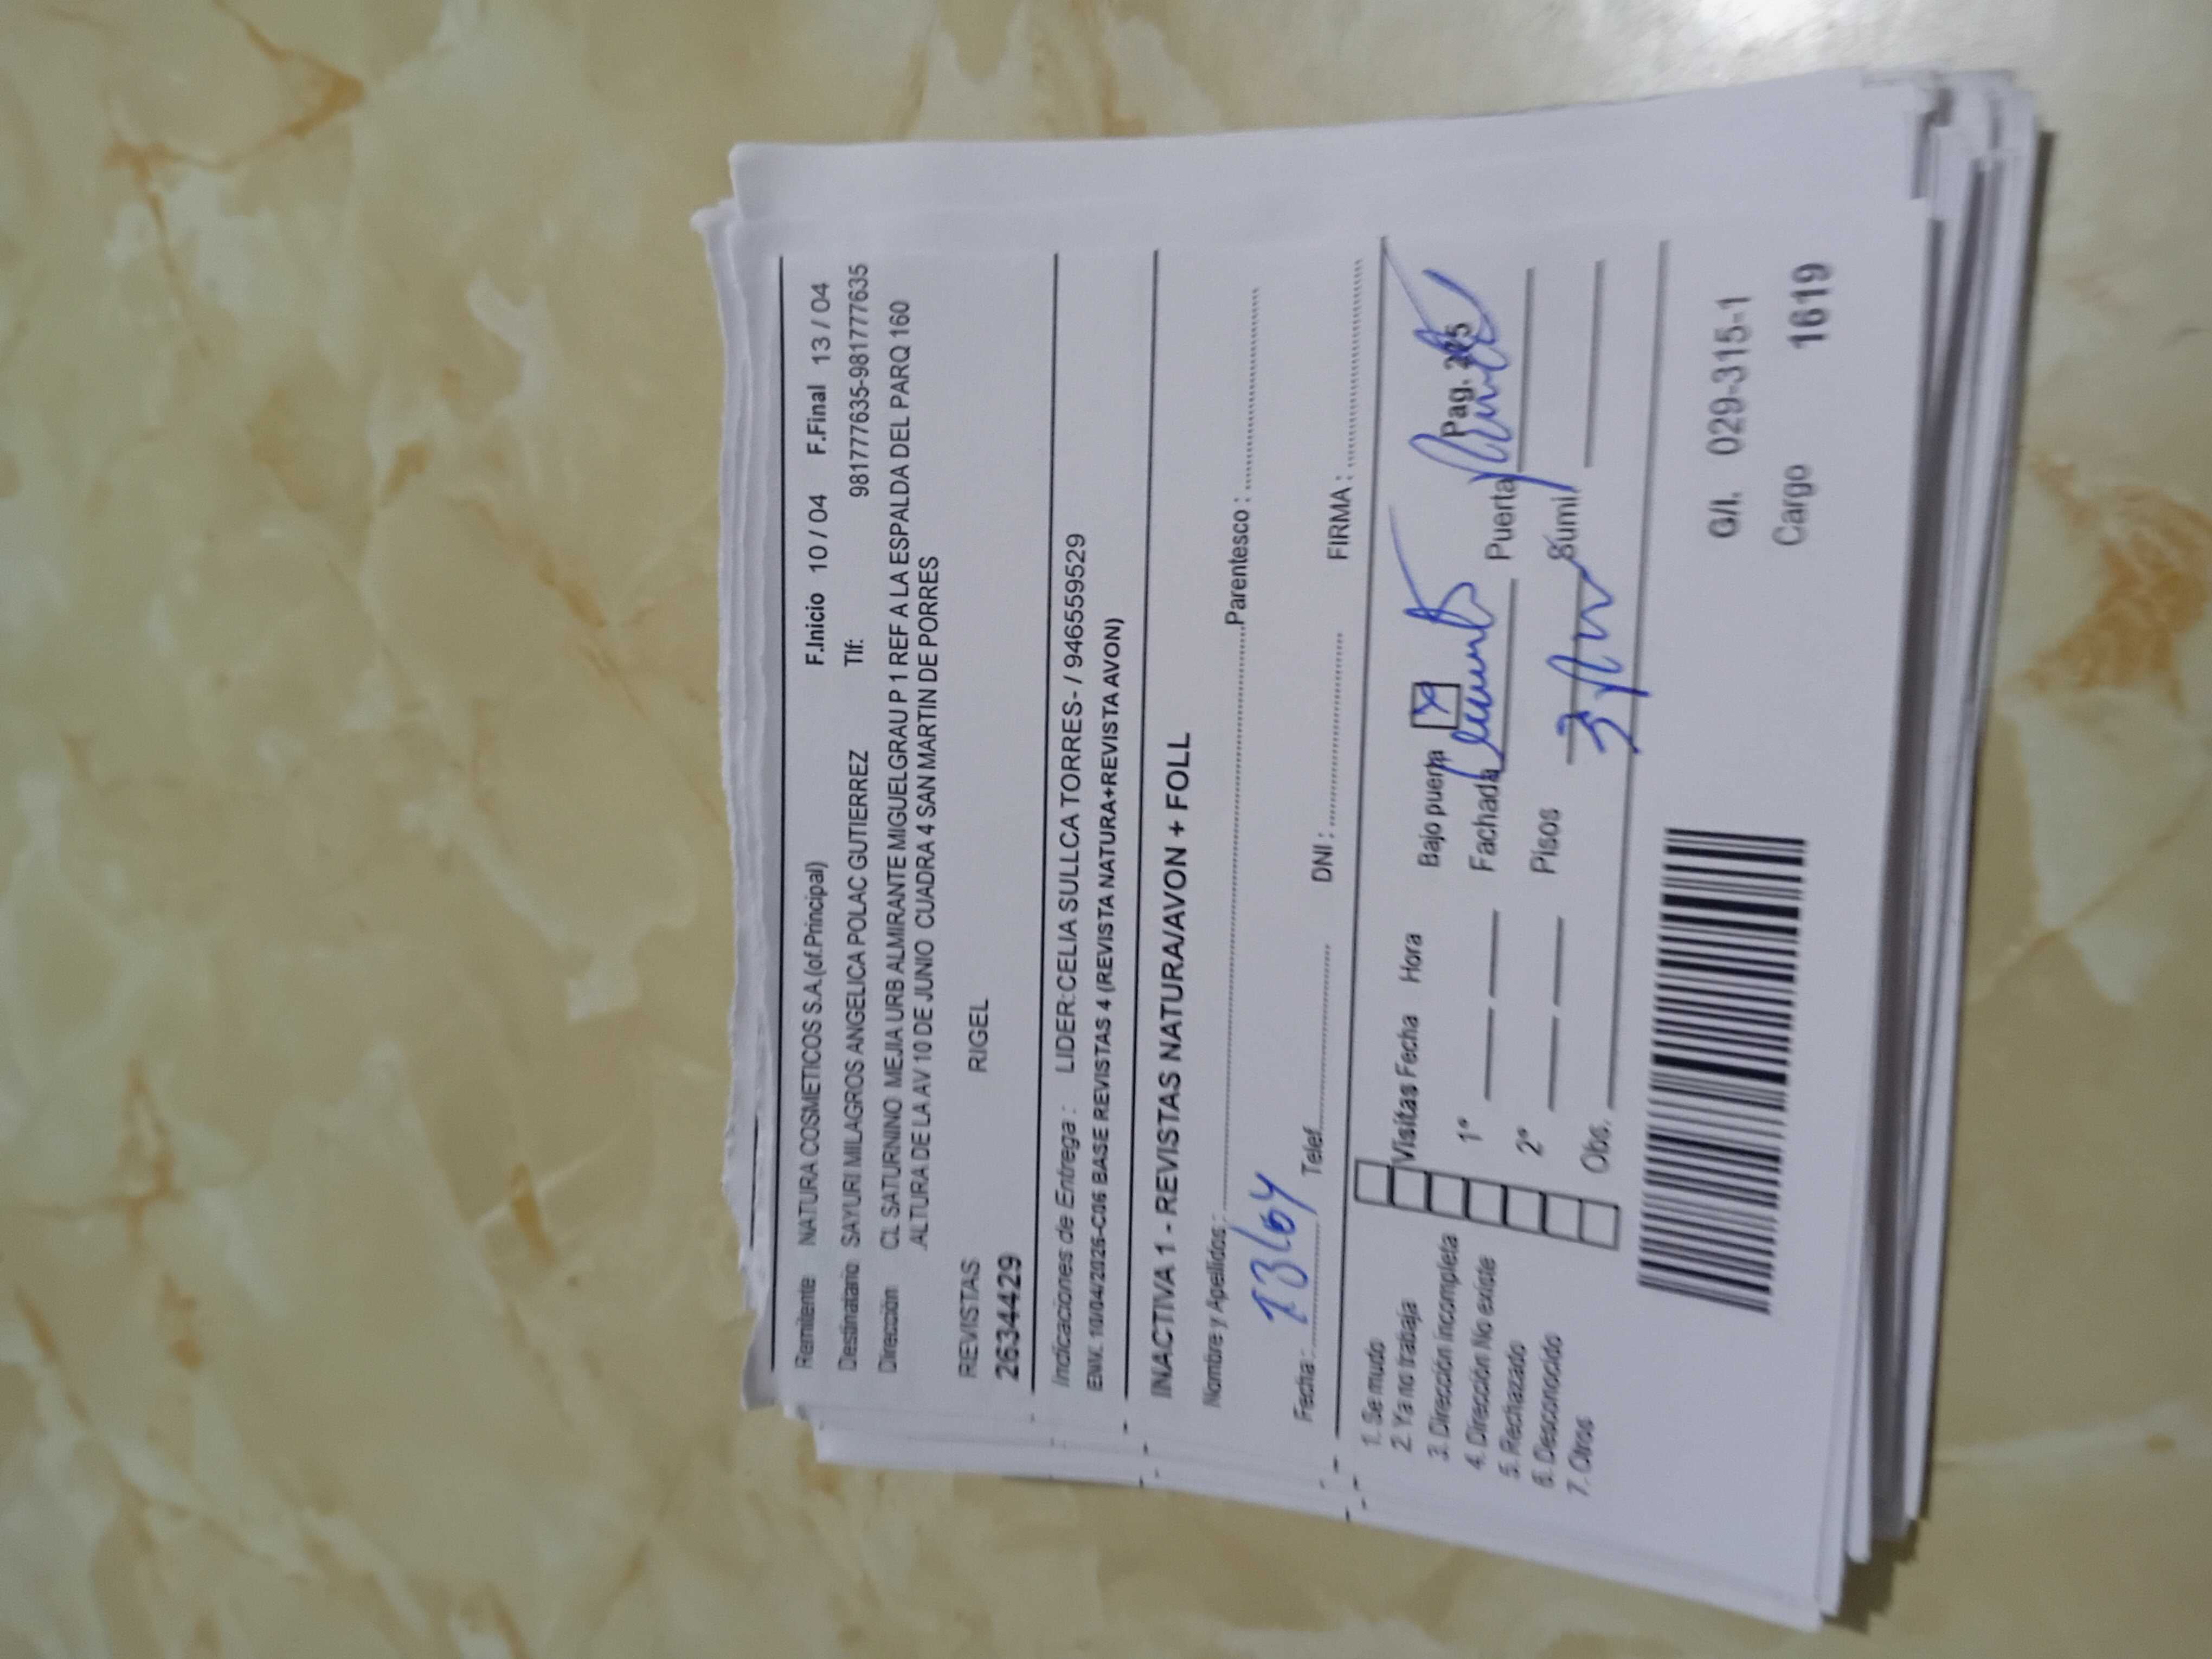 Remitente NATURA COSMETICOS S.A.(of.Principal) F.Inicio 10 / 04 F.Final 13 / 04
Destinatario SAYURI MILAGROS ANGELICA POLAC GUTIERREZ Tlf: 981777635-981777635
Dirección CL SATURNINO MEJIA URB ALMIRANTE MIGUELGRAU P 1 REF A LA ESPALDA DEL PARQ 160
ALTURA DE LA AV 10 DE JUNIO CUADRA 4 SAN MARTIN DE PORRES
REVISTAS RIGEL
26344429
Indicaciones de Entrega : LIDER:CELIA SULLCA TORRES- / 946559529
ENV. 10/04/2026-C06 BASE REVISTAS 4 (REVISTA NATURA+REVISTA AVON)
INACTIVA 1 - REVISTAS NATURA/AVON + FOLL
Nombre y Apellidos : Parentesco :
Fecha : 13/04 Telef. DNI : FIRMA :
1. Se mudo
2. Ya no trabaja
3. Dirección incompleta
4. Dirección No existe
5. Rechazado
6. Desconocido
7. Otros
Visitas Fecha Hora Bajo puerta Pag.
1° Fachada Puerta
2° Pisos Sumi
Obs.
G/I. 029-315-1
Cargo 1619